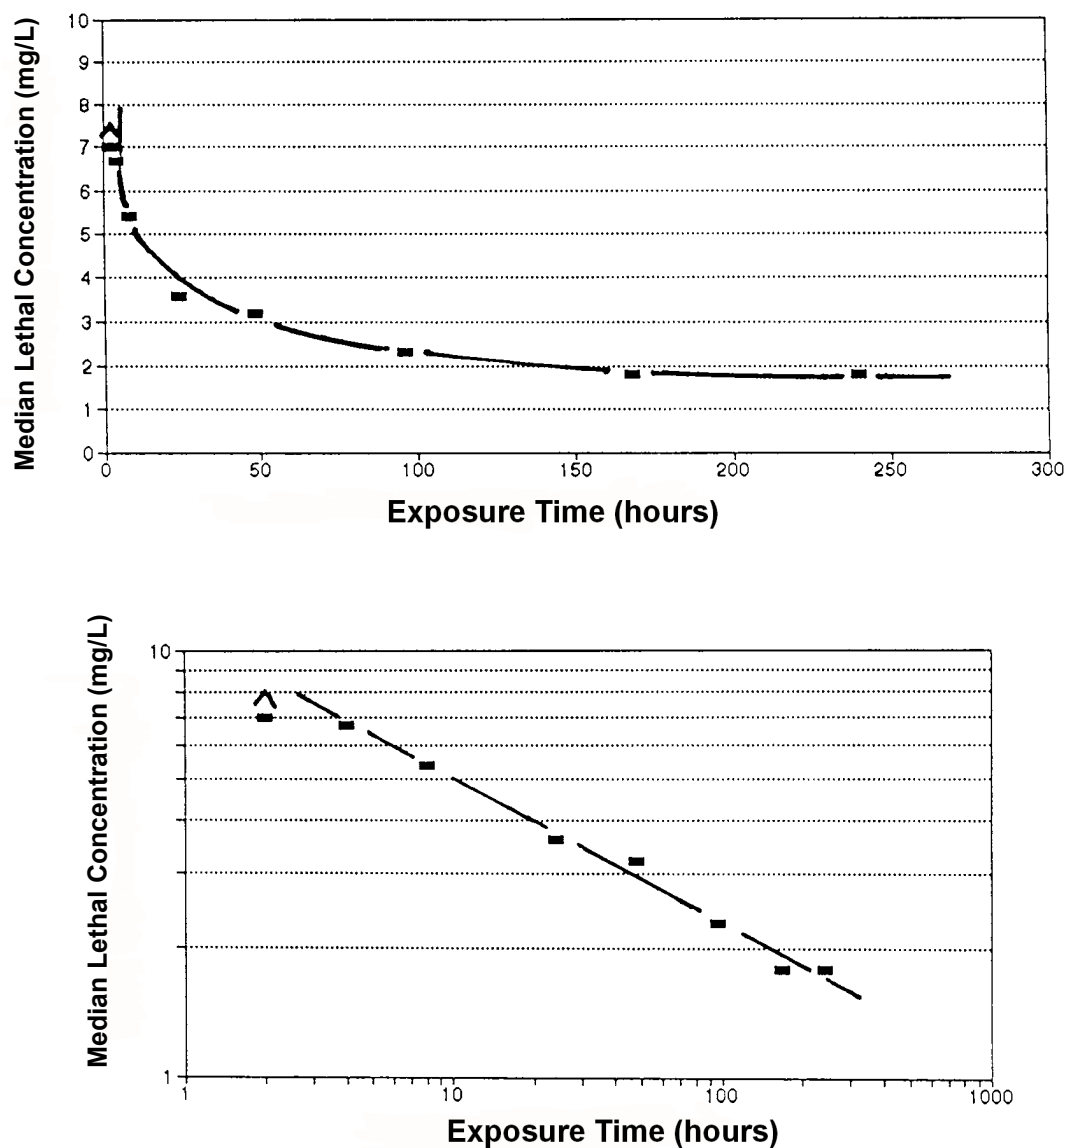 Median Lethal Concentration (mg/L)
10
9
8
7
6
5
4
3
2
1
0
0 50 100 150 200 250 300
Exposure Time (hours)
Median Lethal Concentration (mg/L)
10
1
1 10 100 1000
Exposure Time (hours)